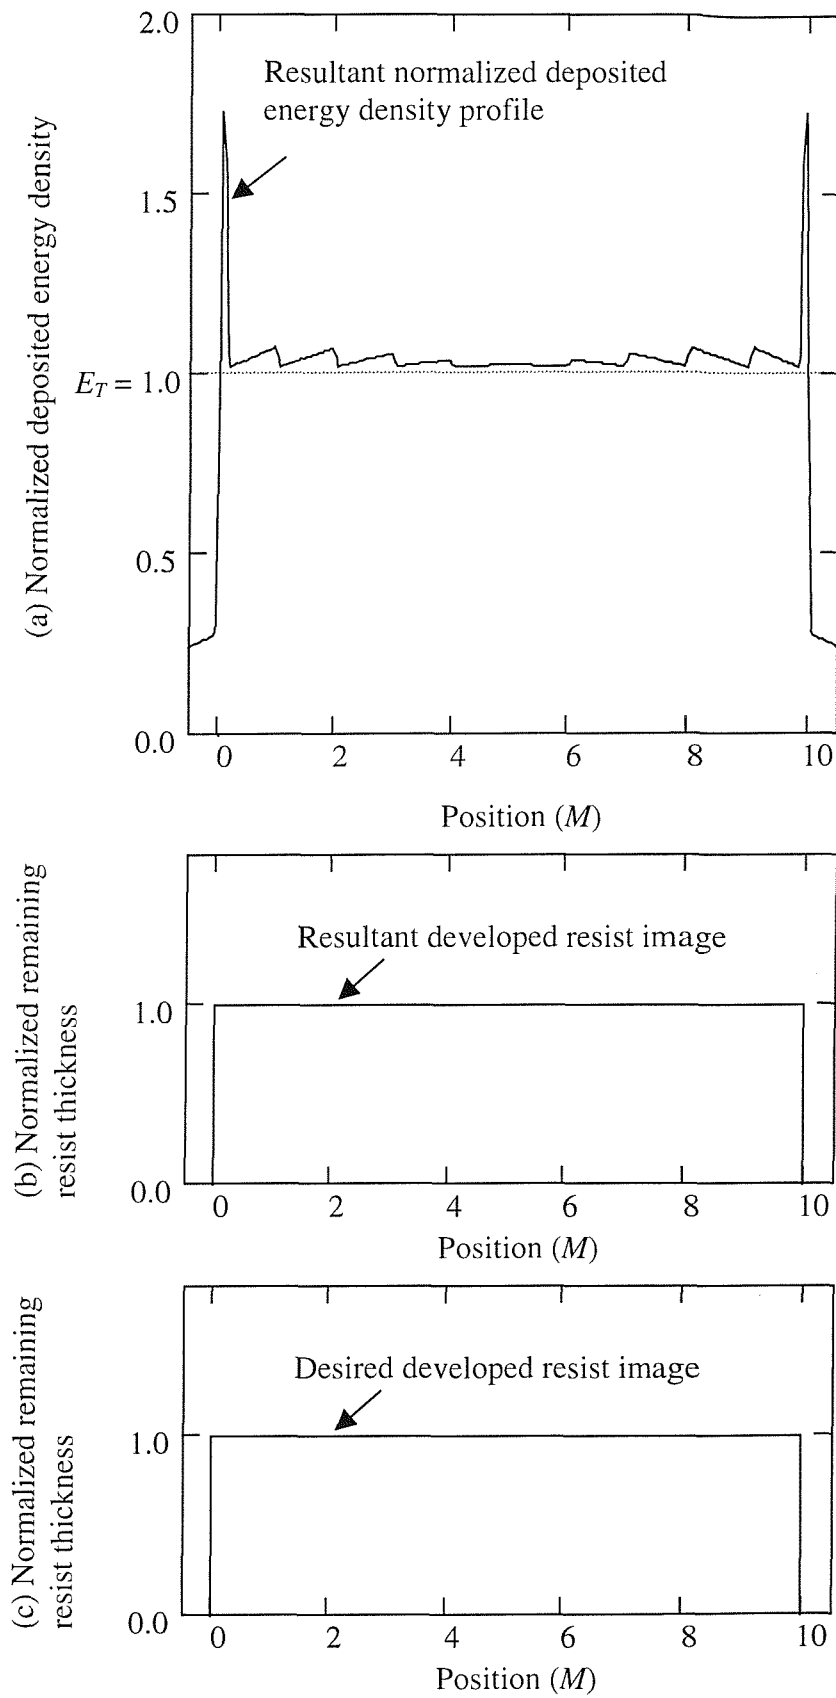 2.0
Resultant normalized deposited
energy density profile
1.5
E_T = 1.0
0.5
0.0
(a) Normalized deposited energy density
0 2 4 6 8 10
Position (M)
Resultant developed resist image
1.0
0.0
(b) Normalized remaining
resist thickness
0 2 4 6 8 10
Position (M)
Desired developed resist image
1.0
0.0
(c) Normalized remaining
resist thickness
0 2 4 6 8 10
Position (M)